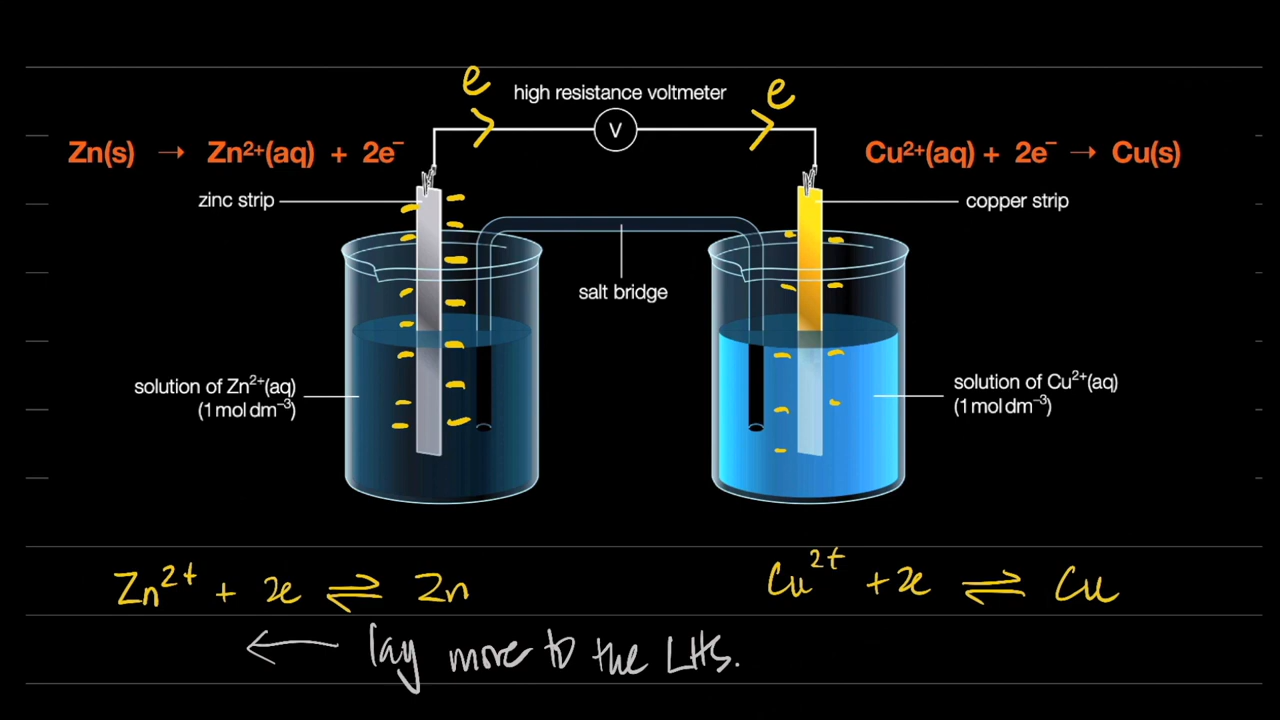 e e
high resistance voltmeter
V
Zn(s) → Zn²⁺(aq) + 2e⁻
Cu²⁺(aq) + 2e⁻ → Cu(s)
zinc strip
copper strip
salt bridge
solution of Zn²⁺(aq)
(1 mol dm⁻³)
solution of Cu²⁺(aq)
(1 mol dm⁻³)
Zn²⁺ + 2e ⇌ Zn
Cu²⁺ + 2e ⇌ Cu
← lay more to the LHS.